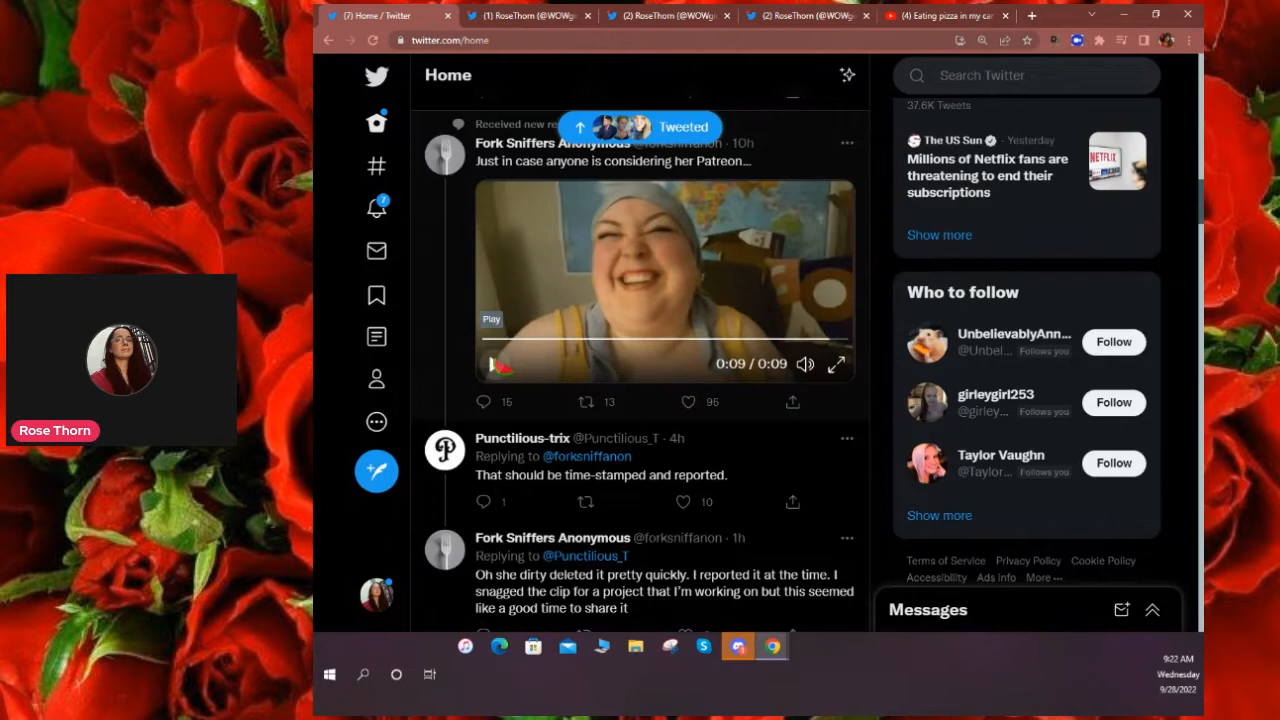 (7) Home / Twitter
(1) RoseThorn (@WOWgi
(2) RoseThorn (@WOWgi
(2) RoseThorn (@WOWgi
(4) Eating pizza in my car
twitter.com/home
Home
Search Twitter
37.6K Tweets
The US Sun · Yesterday
Millions of Netflix fans are
threatening to end their
subscriptions
NETFLIX
Show more
Tweeted
Received new re
Fork Sniffers Anonymous @forksniffanon · 10h
Just in case anyone is considering her Patreon...
Play
0:09 / 0:09
15
13
95
Punctilious-trix @Punctilious_T · 4h
Replying to @forksniffanon
That should be time-stamped and reported.
1
10
Fork Sniffers Anonymous @forksniffanon · 1h
Replying to @Punctilious_T
Oh she dirty deleted it pretty quickly. I reported it at the time. I
snagged the clip for a project that I'm working on but this seemed
like a good time to share it
Who to follow
UnbelievablyAnn...
@Unbel... Follows you
Follow
girleygirl253
@girley... Follows you
Follow
Taylor Vaughn
@Taylor... Follows you
Follow
Show more
Terms of Service Privacy Policy Cookie Policy
Accessibility Ads info More ···
Messages
Rose Thorn
9:22 AM
Wednesday
9/28/2022